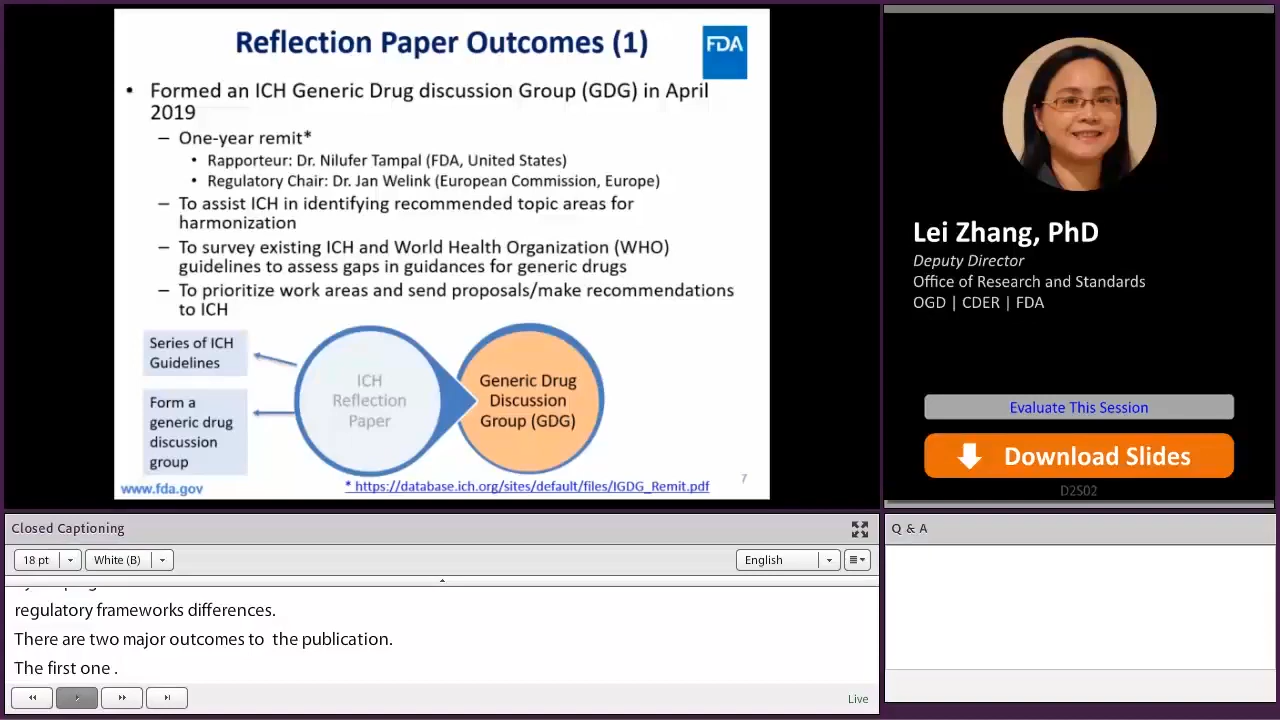 Reflection Paper Outcomes (1)
FDA
• Formed an ICH Generic Drug discussion Group (GDG) in April
2019
– One-year remit*
• Rapporteur: Dr. Nilufer Tampal (FDA, United States)
• Regulatory Chair: Dr. Jan Welink (European Commission, Europe)
– To assist ICH in identifying recommended topic areas for
harmonization
– To survey existing ICH and World Health Organization (WHO)
guidelines to assess gaps in guidances for generic drugs
– To prioritize work areas and send proposals/make recommendations
to ICH
Series of ICH
Guidelines
Form a
generic drug
discussion
group
ICH
Reflection
Paper
Generic Drug
Discussion
Group (GDG)
www.fda.gov
* https://database.ich.org/sites/default/files/IGDG_Remit.pdf
7
Lei Zhang, PhD
Deputy Director
Office of Research and Standards
OGD | CDER | FDA
Evaluate This Session
Download Slides
D2S02
Closed Captioning
18 pt
White (B)
English
regulatory frameworks differences.
There are two major outcomes to the publication.
The first one .
Live
Q & A